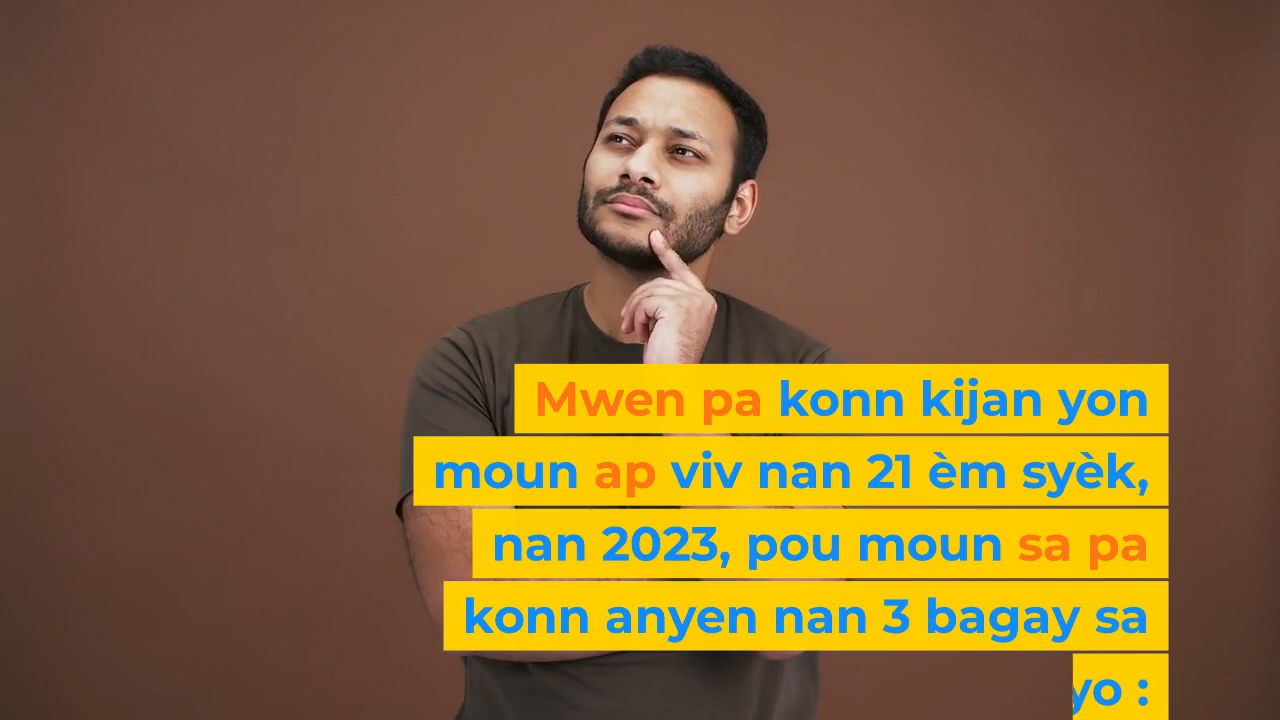 Mwen pa konn kijan yon
moun ap viv nan 21 èm syèk,
nan 2023, pou moun sa pa
konn anyen nan 3 bagay sa
yo :